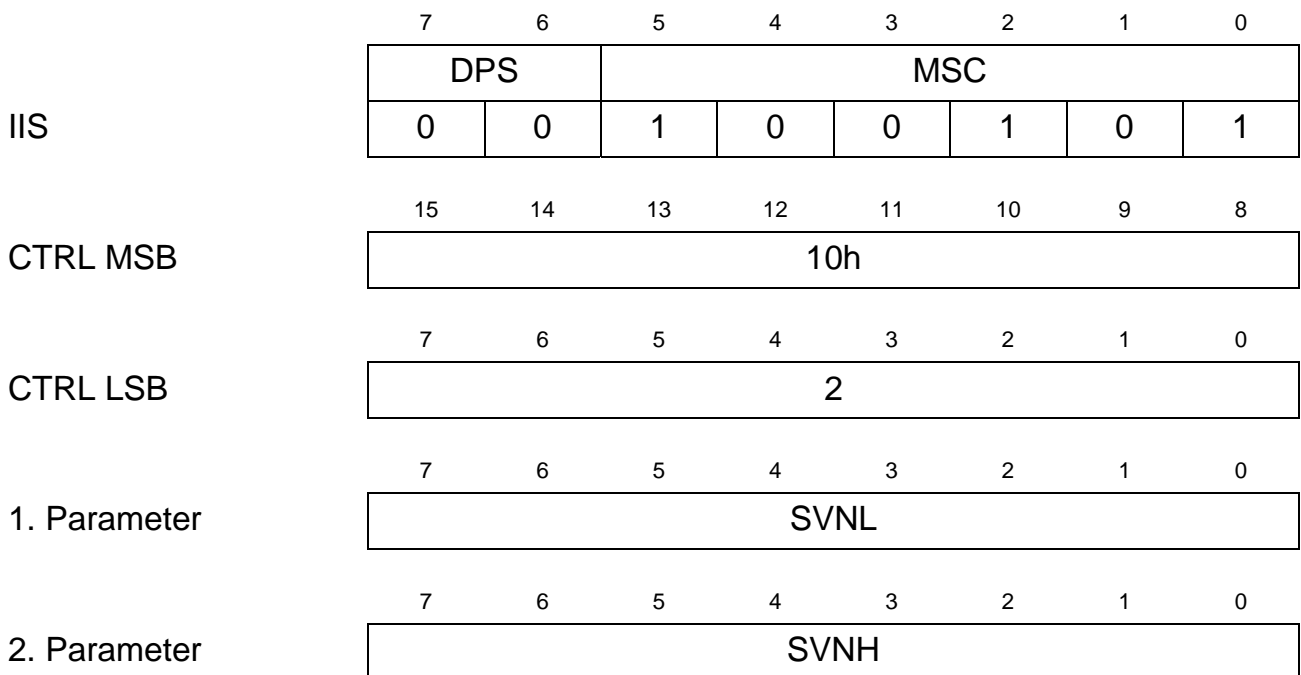 7 6 5 4 3 2 1 0
DPS MSC
IIS 0 0 1 0 0 1 0 1
15 14 13 12 11 10 9 8
CTRL MSB 10h
7 6 5 4 3 2 1 0
CTRL LSB 2
7 6 5 4 3 2 1 0
1. Parameter SVNL
7 6 5 4 3 2 1 0
2. Parameter SVNH